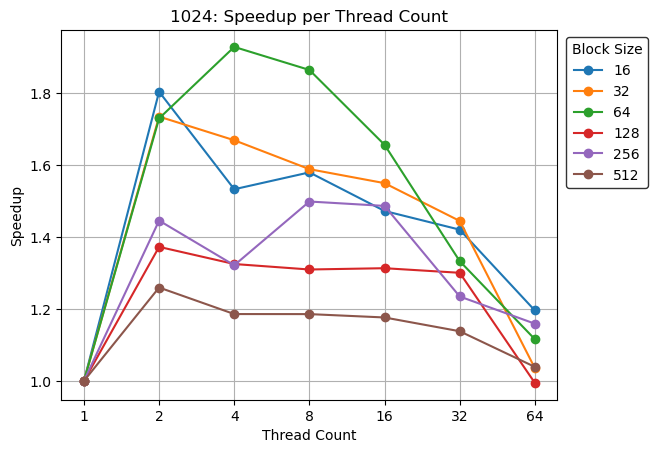 1024: Speedup per Thread Count
Speedup
1.8
1.6
1.4
1.2
1.0
1 2 4 8 16 32 64
Thread Count
Block Size
16
32
64
128
256
512